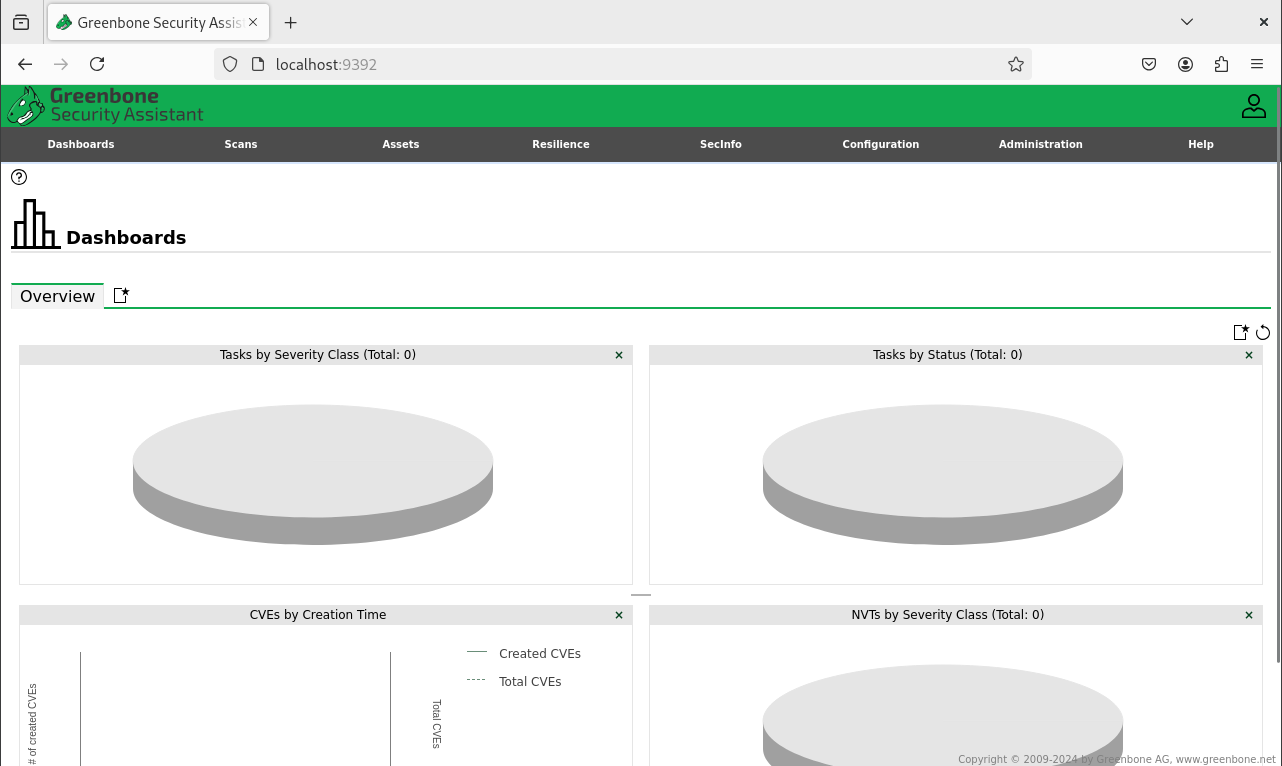 Greenbone Security Assis
localhost:9392
Greenbone
Security Assistant
Dashboards Scans Assets Resilience SecInfo Configuration Administration Help
Dashboards
Overview
Tasks by Severity Class (Total: 0) ×
Tasks by Status (Total: 0) ×
CVEs by Creation Time ×
NVTs by Severity Class (Total: 0) ×
# of created CVEs
Created CVEs
Total CVEs
Total CVEs
Copyright © 2009-2024 by Greenbone AG, www.greenbone.net